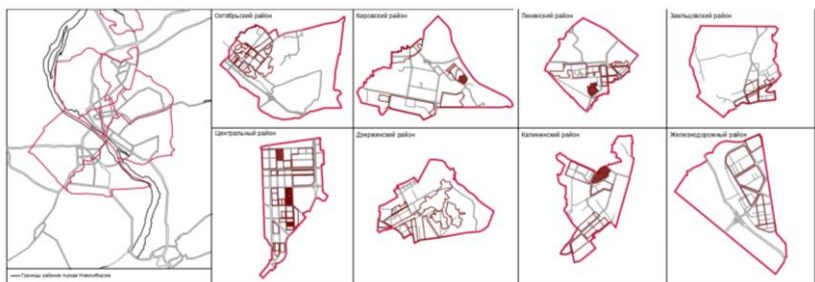 Октябрьский район
Кировский район
Ленинский район
Заельцовский район
Центральный район
Дзержинский район
Калининский район
Железнодорожный район
Границы районов города Новосибирска